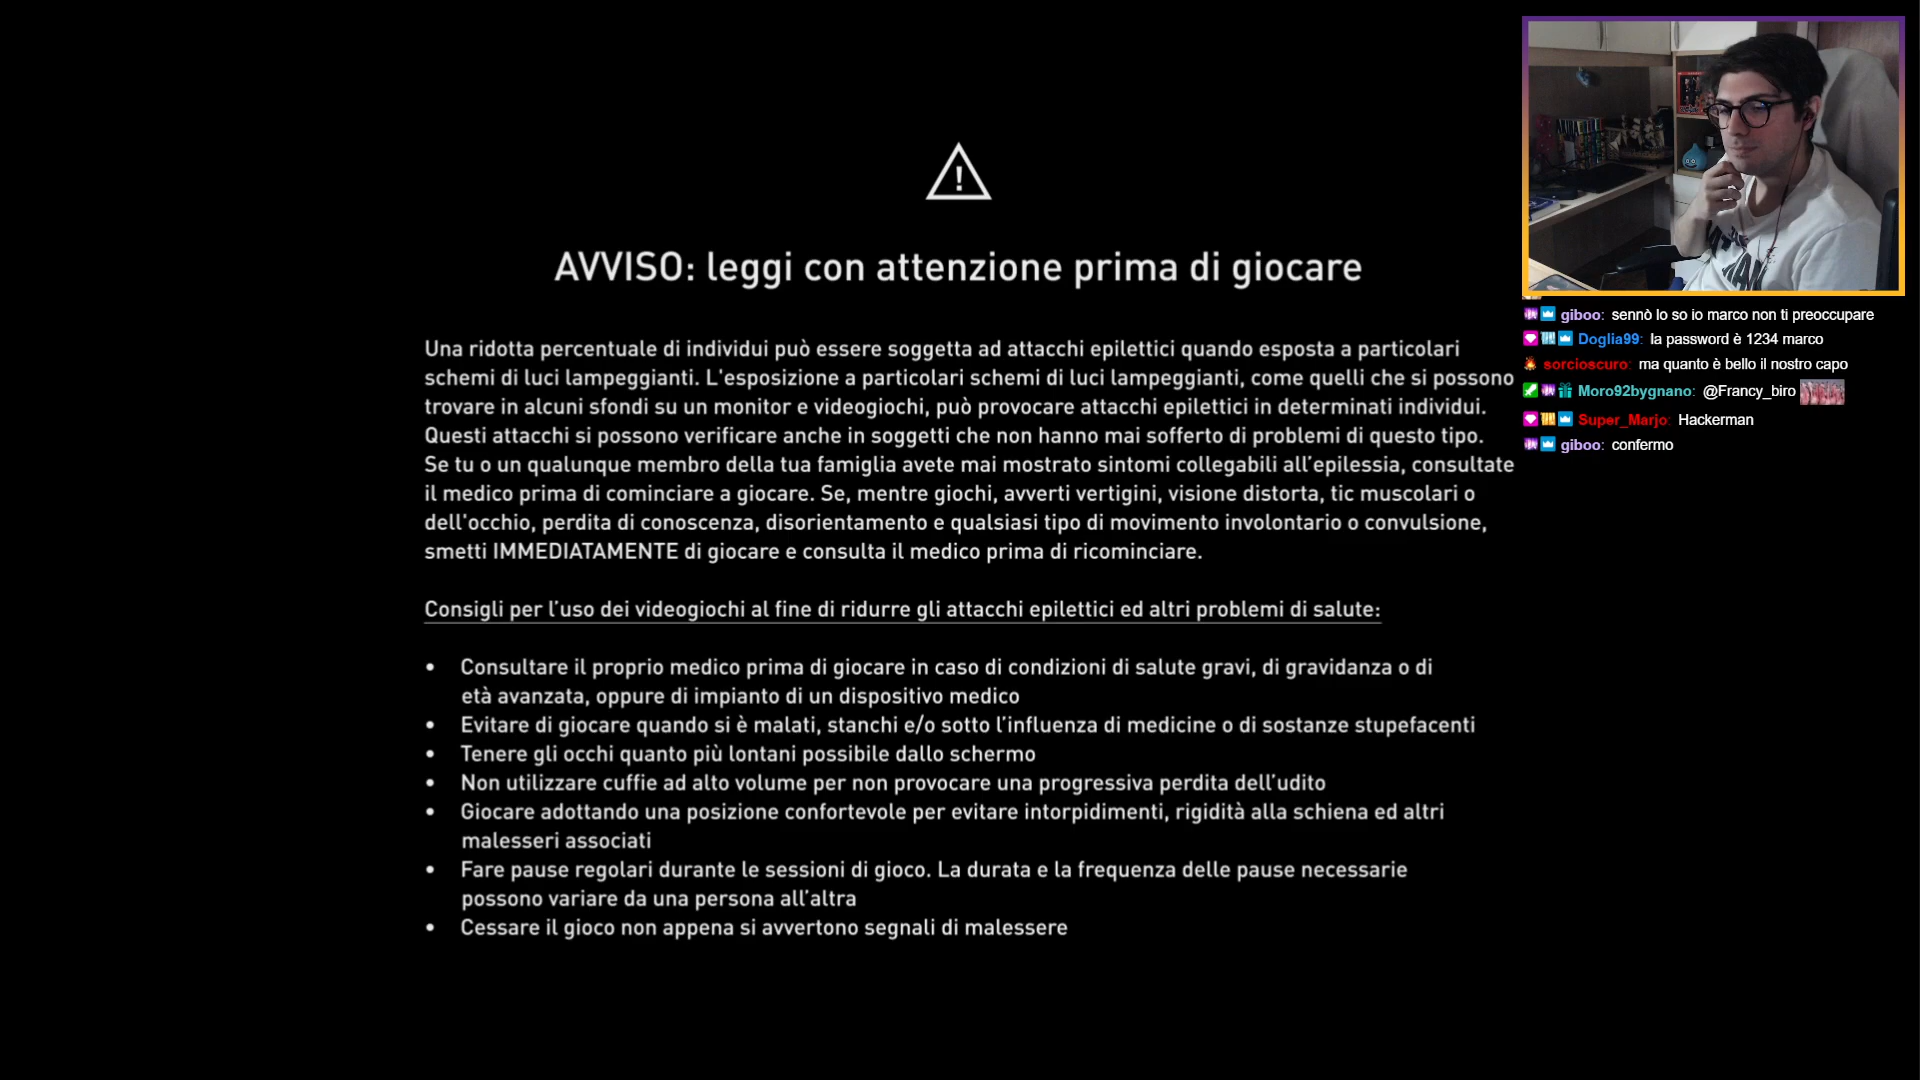 AVVISO: leggi con attenzione prima di giocare
Una ridotta percentuale di individui può essere soggetta ad attacchi epilettici quando esposta a particolari
schemi di luci lampeggianti. L'esposizione a particolari schemi di luci lampeggianti, come quelli che si possono
trovare in alcuni sfondi su un monitor e videogiochi, può provocare attacchi epilettici in determinati individui.
Questi attacchi si possono verificare anche in soggetti che non hanno mai sofferto di problemi di questo tipo.
Se tu o un qualunque membro della tua famiglia avete mai mostrato sintomi collegabili all’epilessia, consultate
il medico prima di cominciare a giocare. Se, mentre giochi, avverti vertigini, visione distorta, tic muscolari o
dell'occhio, perdita di conoscenza, disorientamento e qualsiasi tipo di movimento involontario o convulsione,
smetti IMMEDIATAMENTE di giocare e consulta il medico prima di ricominciare.
Consigli per l’uso dei videogiochi al fine di ridurre gli attacchi epilettici ed altri problemi di salute:
• Consultare il proprio medico prima di giocare in caso di condizioni di salute gravi, di gravidanza o di
età avanzata, oppure di impianto di un dispositivo medico
• Evitare di giocare quando si è malati, stanchi e/o sotto l’influenza di medicine o di sostanze stupefacenti
• Tenere gli occhi quanto più lontani possibile dallo schermo
• Non utilizzare cuffie ad alto volume per non provocare una progressiva perdita dell’udito
• Giocare adottando una posizione confortevole per evitare intorpidimenti, rigidità alla schiena ed altri
malesseri associati
• Fare pause regolari durante le sessioni di gioco. La durata e la frequenza delle pause necessarie
possono variare da una persona all’altra
• Cessare il gioco non appena si avvertono segnali di malessere
giboo: sennò lo so io marco non ti preoccupare
Doglia99: la password è 1234 marco
sorcioscuro: ma quanto è bello il nostro capo
Moro92bygnano: @Francy_biro
Super_Marjo: Hackerman
giboo: confermo